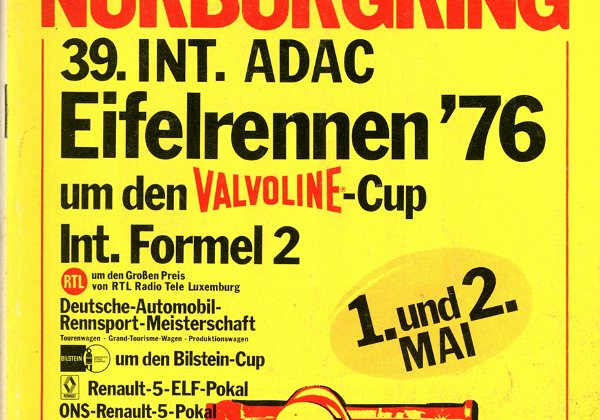 NÜRBURGRING
39. INT. ADAC
Eifelrennen '76
um den VALVOLINE®-Cup
Int. Formel 2
RTL um den Großen Preis
von RTL Radio Tele Luxemburg
Deutsche-Automobil-
Rennsport-Meisterschaft
Tourenwagen - Grand-Tourisme-Wagen - Produktionswagen
BILSTEIN um den Bilstein-Cup
RENAULT Renault-5-ELF-Pokal
ONS-Renault-5-Pokal
1. und 2.
MAI